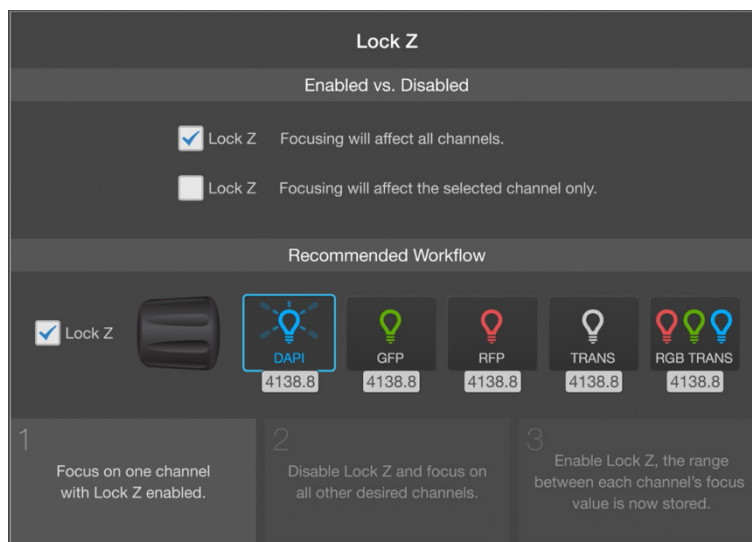 Lock Z
Enabled vs. Disabled
Lock Z Focusing will affect all channels.
Lock Z Focusing will affect the selected channel only.
Recommended Workflow
Lock Z
DAPI GFP RFP TRANS RGB TRANS
4138.8 4138.8 4138.8 4138.8 4138.8
1
Focus on one channel
with Lock Z enabled.
2
Disable Lock Z and focus on
all other desired channels.
3
Enable Lock Z, the range
between each channel's focus
value is now stored.